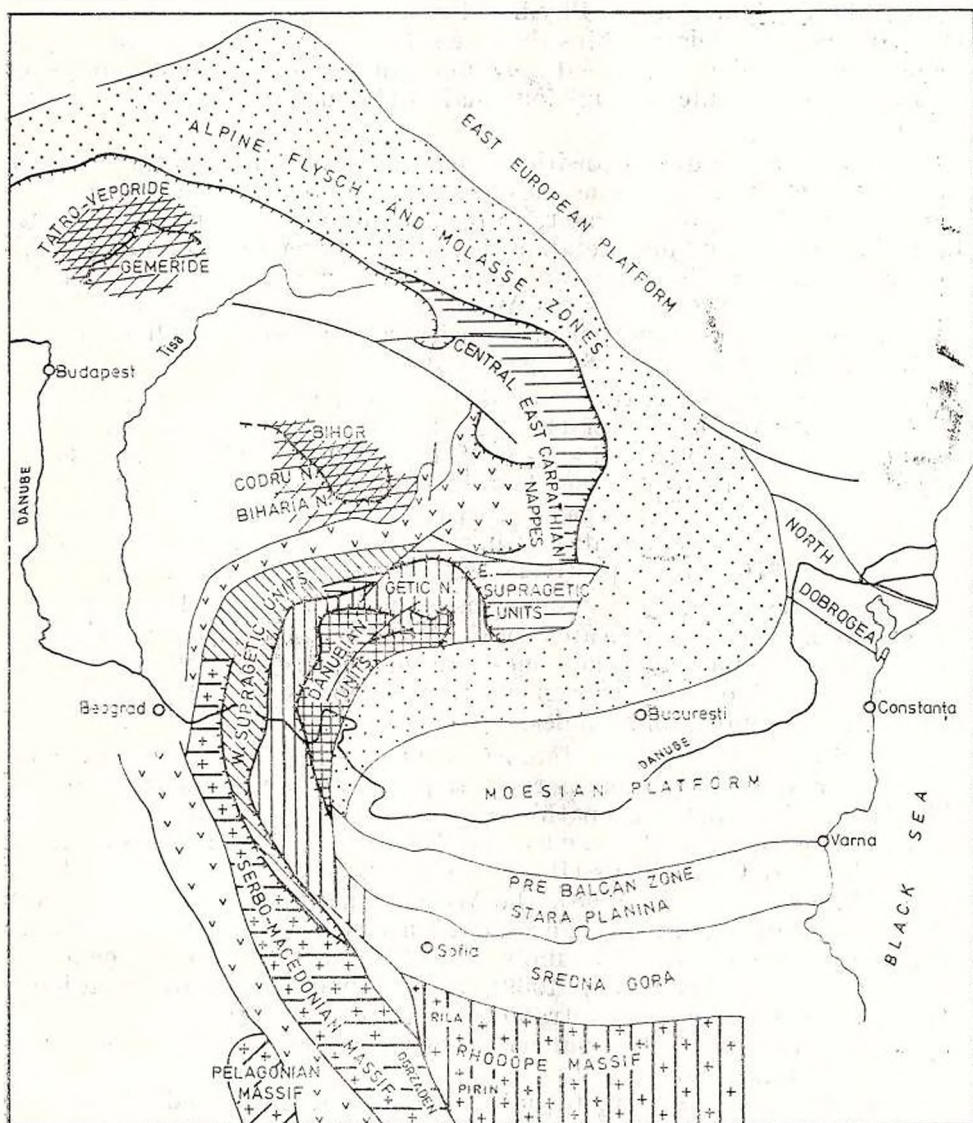 EAST EUROPEAN PLATFORM
ALPINE FLYSCH AND MOLASSE ZONES
TATRO-VEPORIDE
GEMERIDE
Tisa
Budapest
DANUBE
CENTRAL EAST CARPATHIAN
NAPPES
BIHOR
CODRU N.
BIHARIA N.
NORTH
DOBROGEA
GETIC N.
E.
SUPRAGETIC
UNITS
W. SUPRAGETIC UNITS
DANUBIAN
UNITS
Beograd
Bucureşti
Constanţa
DANUBE
MOESIAN PLATFORM
Varna
BLACK SEA
PRE BALCAN ZONE
STARA PLANINA
Sofia
SREDNA GORA
SERBO-MACEDONIAN MASSIF
RILA
RHODOPE MASSIF
PIRIN
PELAGONIAN
MASSIF